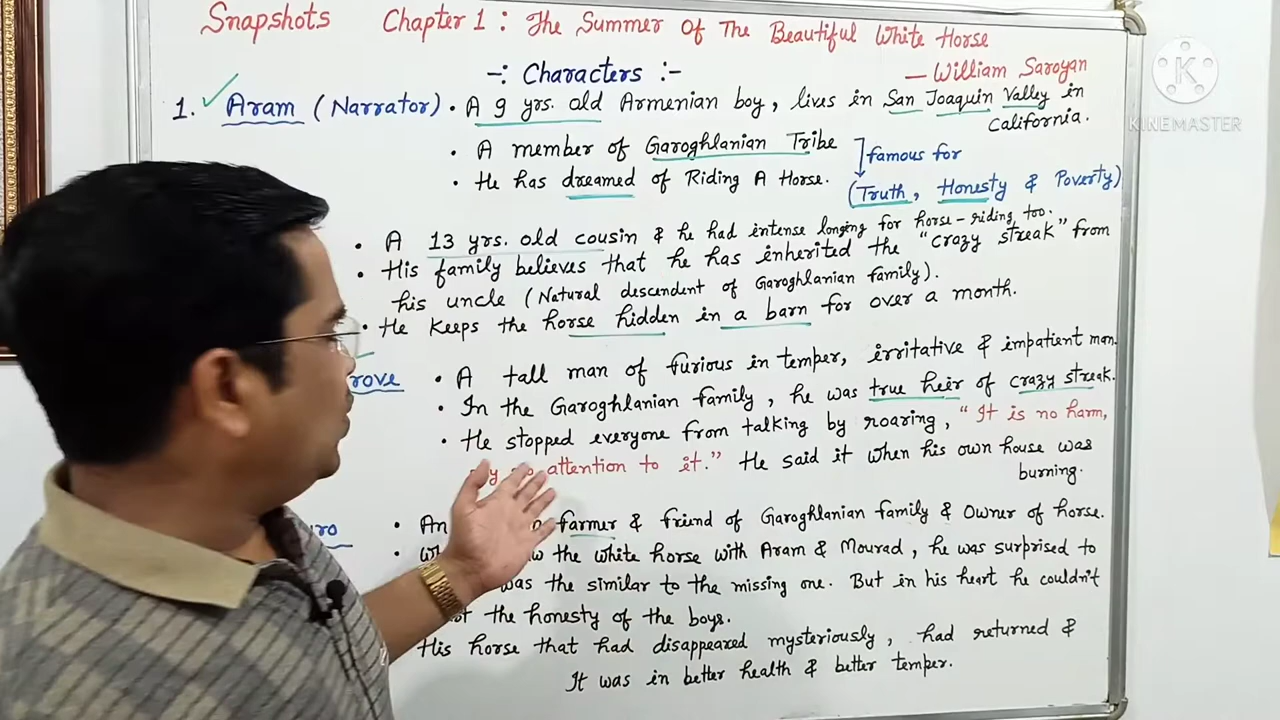 Snapshots Chapter 1 : The Summer Of The Beautiful White Horse
— William Saroyan
-: Characters :-
1. Aram (Narrator) • A 9 yrs. old Armenian boy, lives in San Joaquin Valley in
California.
• A member of Garoghlanian Tribe
• He has dreamed of Riding A Horse.
famous for
(Truth, Honesty & Poverty)
• A 13 yrs. old cousin & he had intense longing for horse-riding too.
• His family believes that he has inherited the "crazy streak" from
his uncle (Natural descendent of Garoghlanian family).
• He keeps the horse hidden in a barn for over a month.
rove • A tall man of furious in temper, irritative & impatient man.
• In the Garoghlanian family, he was true heir of crazy streak.
• He stopped everyone from talking by roaring, "It is no harm,
attention to it." He said it when his own house was
burning.
ro • An farmer & friend of Garoghlanian family & Owner of horse.
• the white horse with Aram & Mourad, he was surprised to
was the similar to the missing one. But in his heart he couldn't
the honesty of the boys.
His horse that had disappeared mysteriously, had returned &
It was in better health & better temper.
K
KINEMASTER